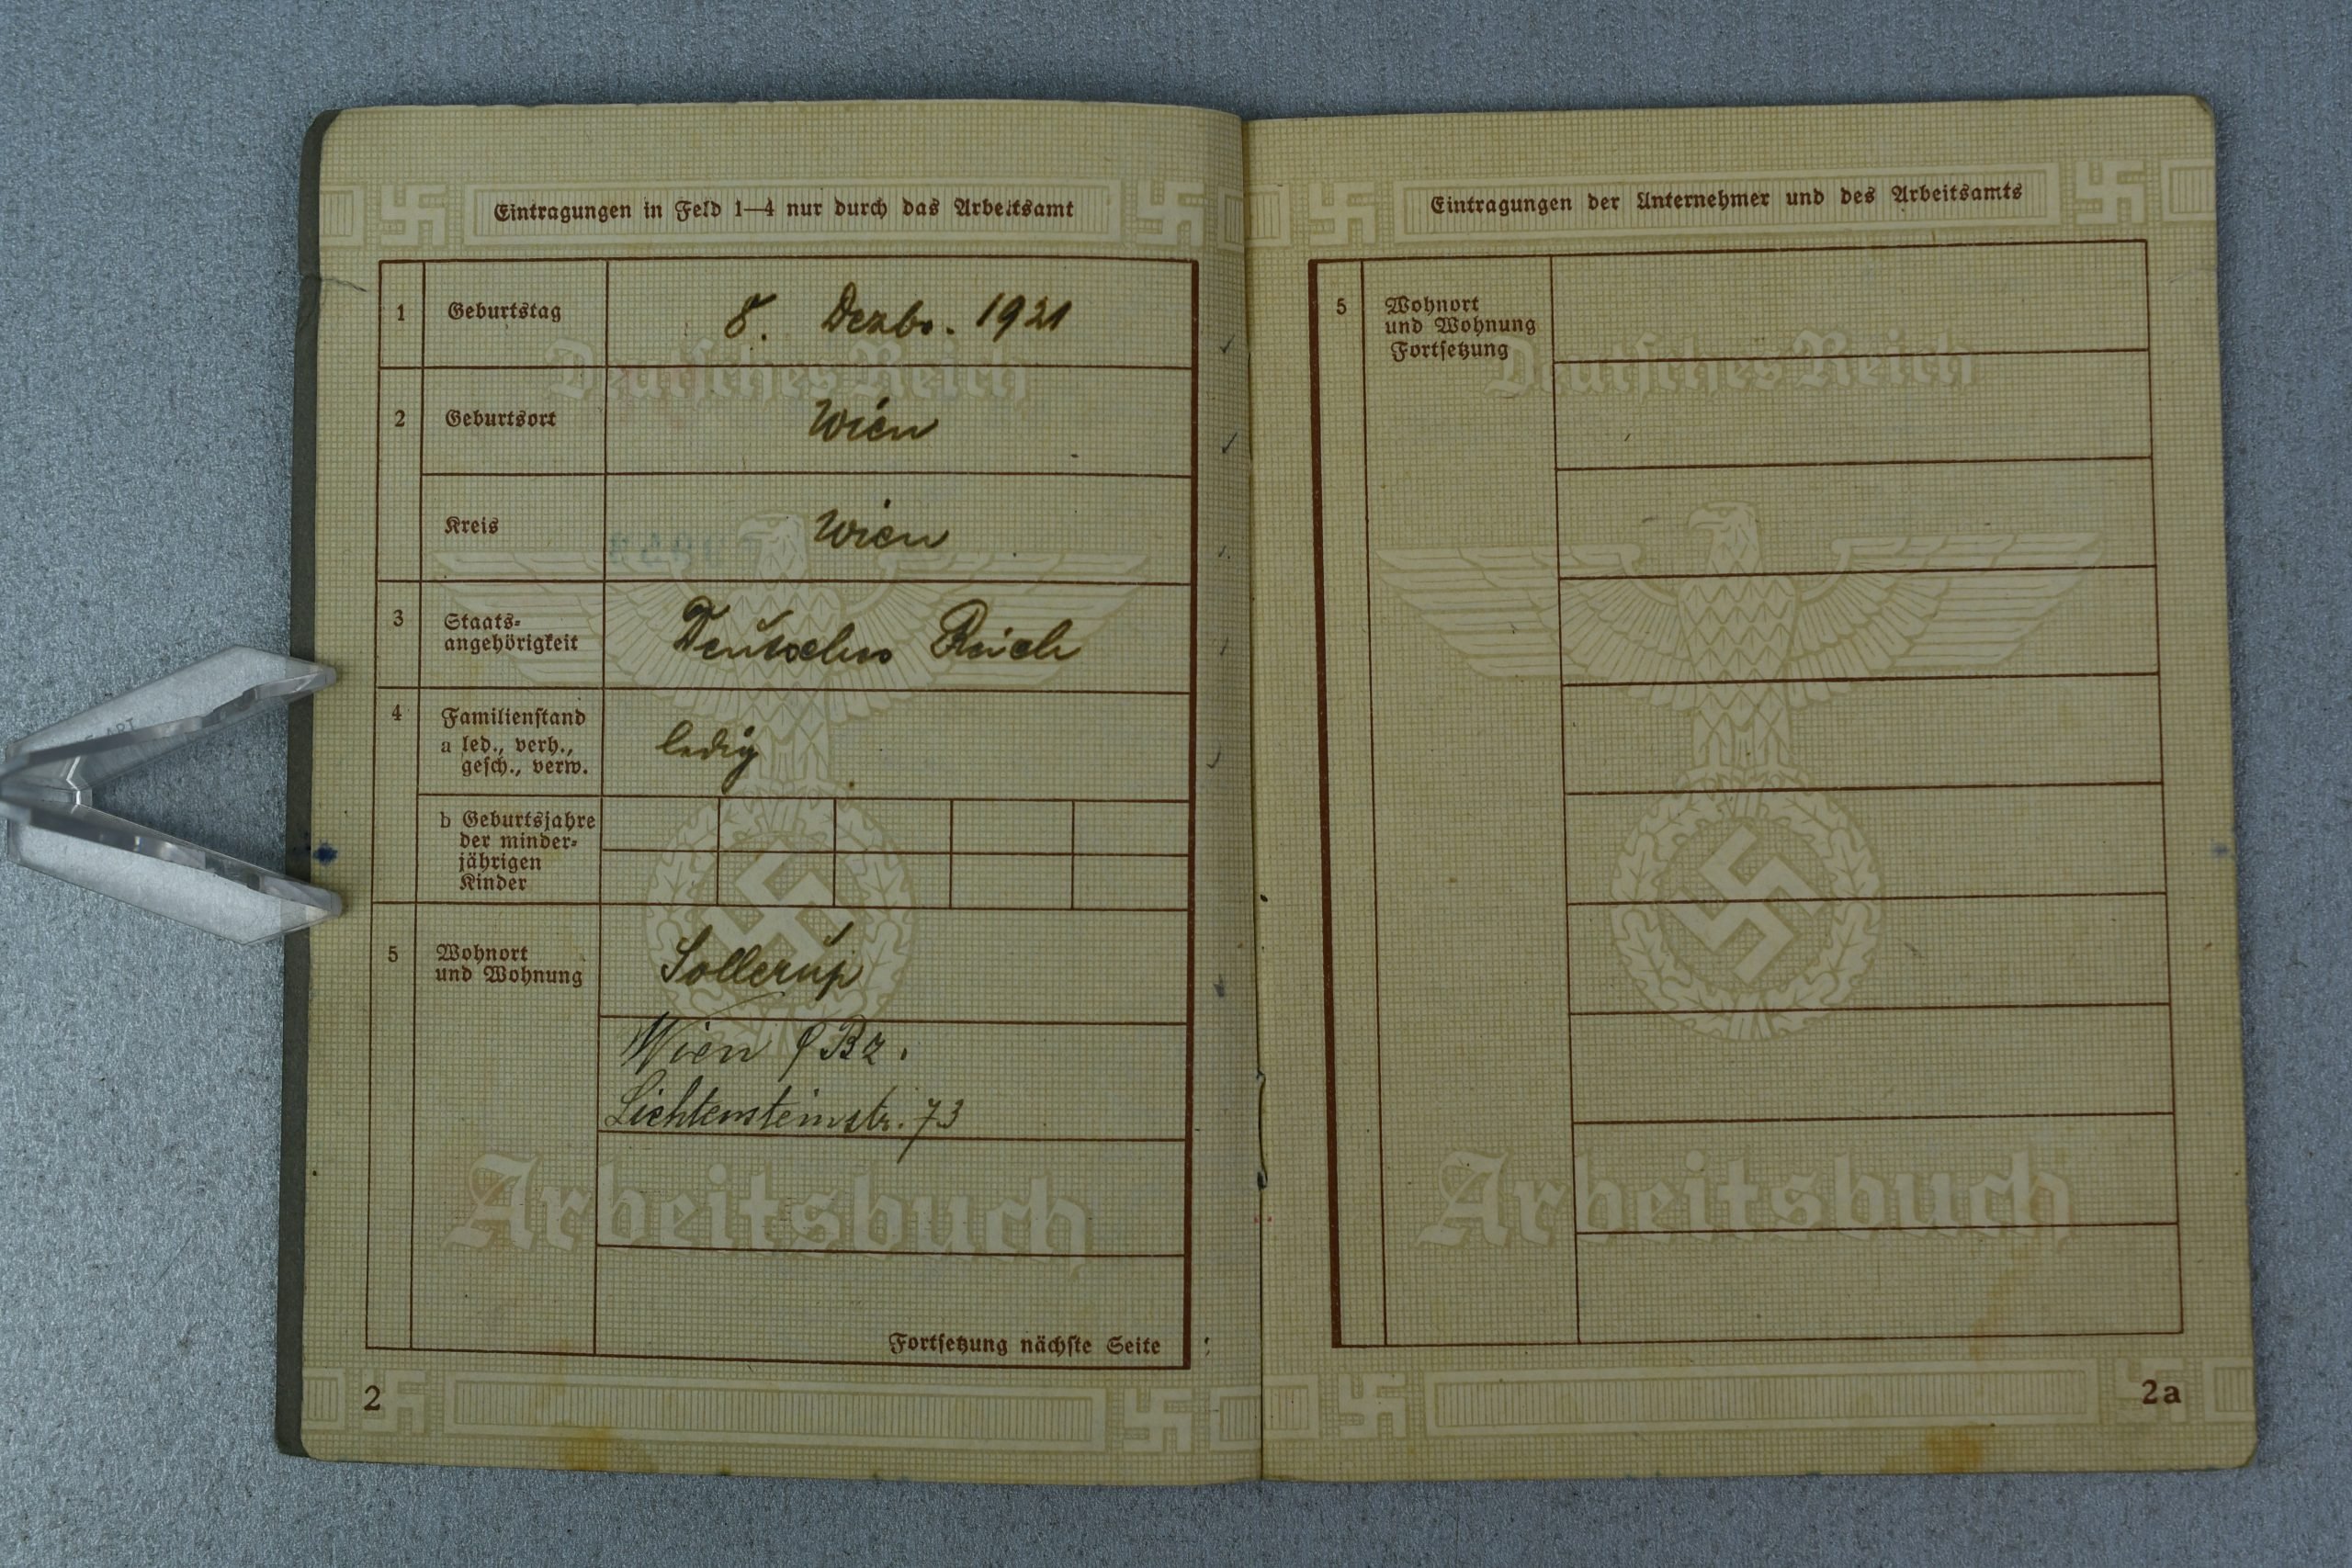 Eintragungen in Feld 1—4 nur durch das Arbeitsamt
1 Geburtstag 8. Dezbr. 1921
Deutsches Reich
2 Geburtsort Wien
Kreis Wien
3 Staats-
angehörigkeit Deutsches Reich
4 Familienstand
a led., verh.,
gesch., verw. ledig
b Geburtsjahre
der minder-
jährigen
Kinder
5 Wohnort
und Wohnung Sollerup
Wien 9 Bz.
Lichtensteinstr. 73
Arbeitsbuch
Fortsetzung nächste Seite
2
Eintragungen der Unternehmer und des Arbeitsamts
5 Wohnort
und Wohnung
Fortsetzung
Deutsches Reich
Arbeitsbuch
2a